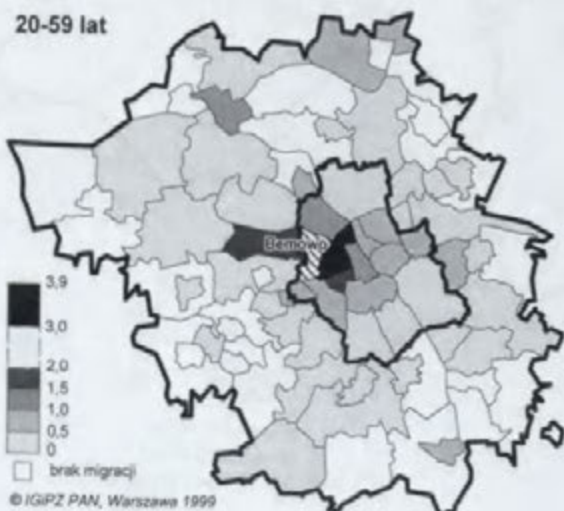 20-59 lat
Bemowo
3,9
3,0
2,0
1,5
1,0
0,5
0
brak migracji
© IGiPZ PAN, Warszawa 1999